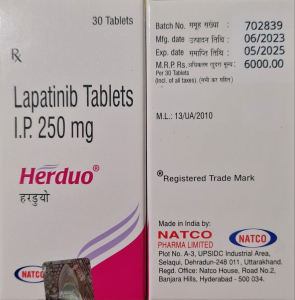 30 Tablets
Rx
Lapatinib Tablets
I.P. 250 mg
Herduo®
हरडुयो
NATCO
Batch No. समूह संख्या : 702839
Mfg. date उत्पादन तिथि : 06/2023
Exp. date समाप्ति तिथि : 05/2025
M.R.P. Rs. अधिकतम खुदरा मूल्य: 6000.00
Per 30 Tablets
(Incl. of all taxes) (सभी कर सहित)
M.L.: 13/UA/2010
®Registered Trade Mark
Made in India by:
NATCO
PHARMA LIMITED
NATCO
Plot No. A-3, UPSIDC Industrial Area,
Selaqui, Dehradun-248 011, Uttarakhand.
Regd. Office: Natco House, Road No.2,
Banjara Hills, Hyderabad - 500 034.